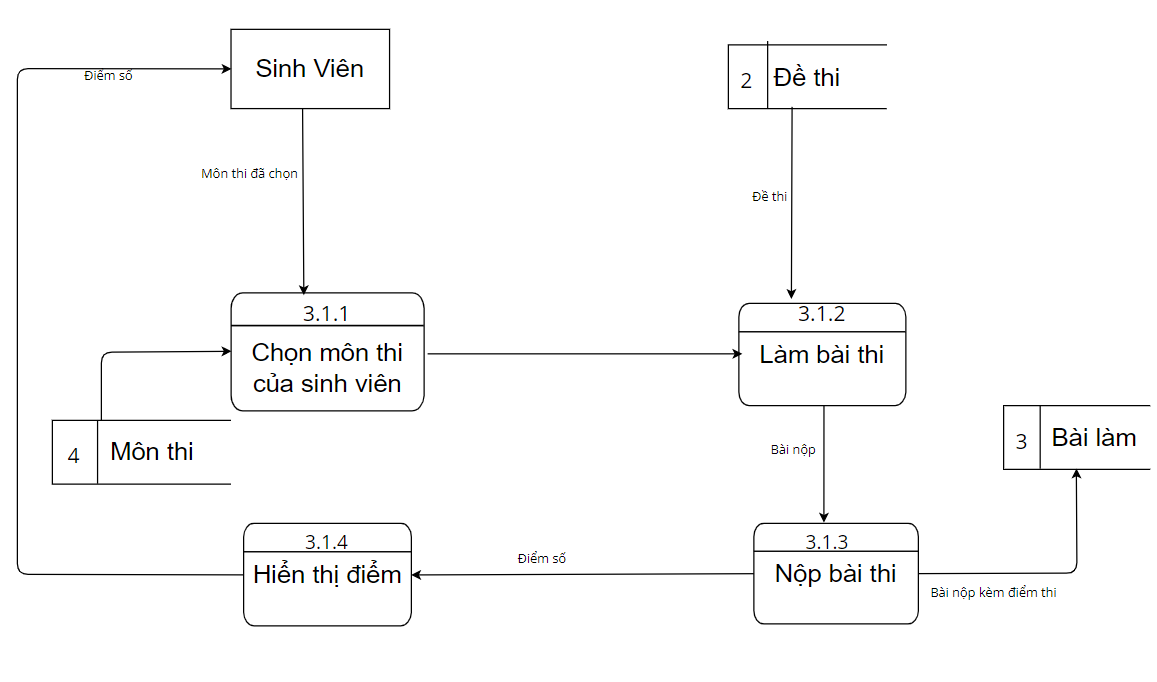 Sinh Viên
Điểm số
2
Đề thi
Môn thi đã chọn
Đề thi
3.1.1
Chọn môn thi
của sinh viên
3.1.2
Làm bài thi
4
Môn thi
Bài nộp
3
Bài làm
3.1.4
Hiển thị điểm
Điểm số
3.1.3
Nộp bài thi
Bài nộp kèm điểm thi